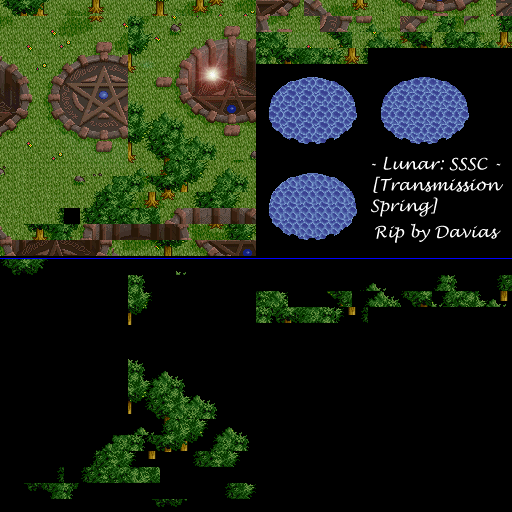 - Lunar: SSSC -
[Transmission
Spring]
Rip by Davias